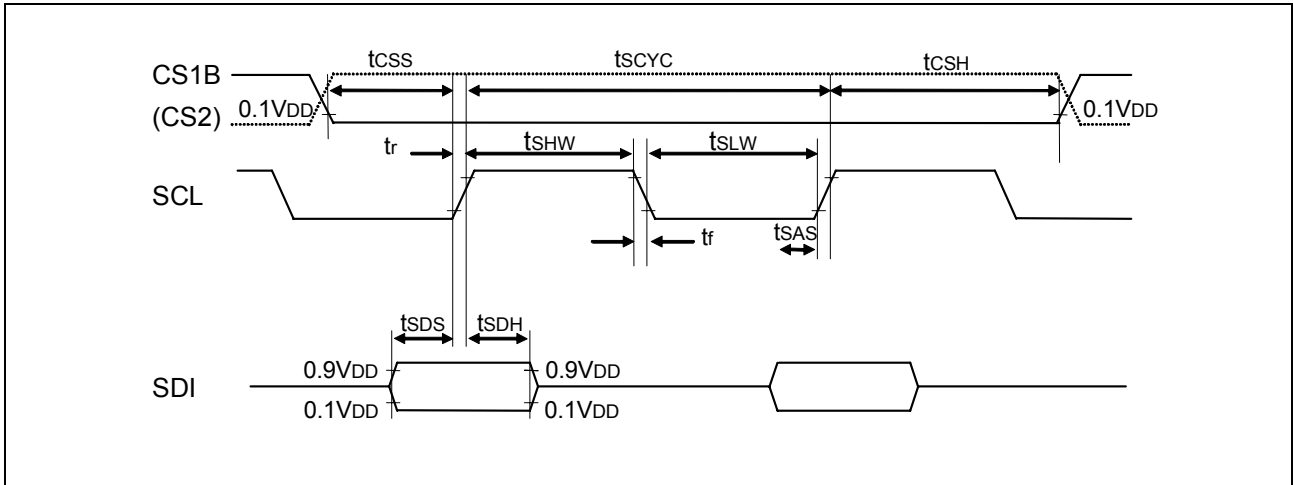 tCSS tSCYC tCSH
CS1B
(CS2) 0.1VDD 0.1VDD
tr tSHW tSLW
SCL
tf tSAS
tSDS tSDH
0.9VDD 0.9VDD
SDI
0.1VDD 0.1VDD